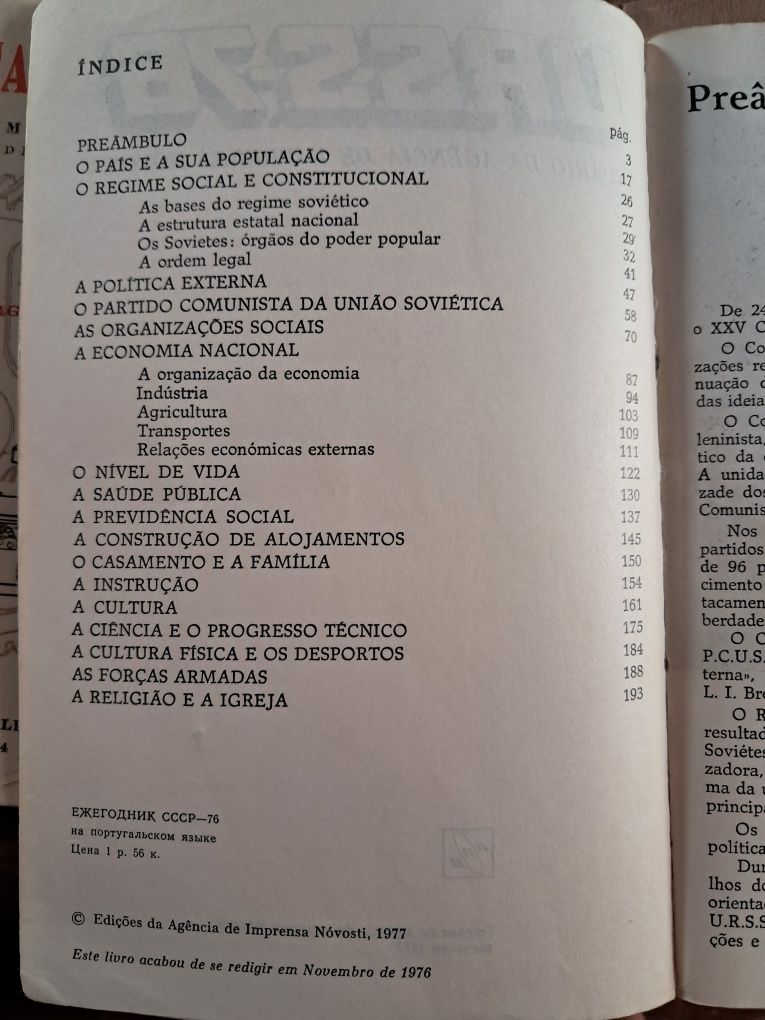 ÍNDICE
Pág.
PREÂMBULO
O PAÍS E A SUA POPULAÇÃO 3
O REGIME SOCIAL E CONSTITUCIONAL 17
As bases do regime soviético 26
A estrutura estatal nacional 27
Os Sovietes: órgãos do poder popular 29
A ordem legal 32
A POLÍTICA EXTERNA 41
O PARTIDO COMUNISTA DA UNIÃO SOVIÉTICA 47
AS ORGANIZAÇÕES SOCIAIS 58
A ECONOMIA NACIONAL 70
A organização da economia 87
Indústria 94
Agricultura 103
Transportes 109
Relações económicas externas 111
O NÍVEL DE VIDA 122
A SAÚDE PÚBLICA 130
A PREVIDÊNCIA SOCIAL 137
A CONSTRUÇÃO DE ALOJAMENTOS 145
O CASAMENTO E A FAMÍLIA 150
A INSTRUÇÃO 154
A CULTURA 161
A CIÊNCIA E O PROGRESSO TÉCNICO 175
A CULTURA FÍSICA E OS DESPORTOS 184
AS FORÇAS ARMADAS 188
A RELIGIÃO E A IGREJA 193
ЕЖЕГОДНИК СССР—76
на португальском языке
Цена 1 р. 56 к.
© Edições da Agência de Imprensa Nóvosti, 1977
Este livro acabou de se redigir em Novembro de 1976
Preâ
De 24
o XXV C
O Co
zações re
nuação d
das ideia
O Co
leninista,
tico da
A unida
zade dos
Comunis
Nos
partidos
de 96 p
cimento
tacamen
berdade
O C
P.C.U.S.
terna»,
L. I. Bre
O R
resultad
Soviétes
zadora,
ma da u
principa
Os
política
Dur
lhos do
orienta
U.R.S.S
ções e